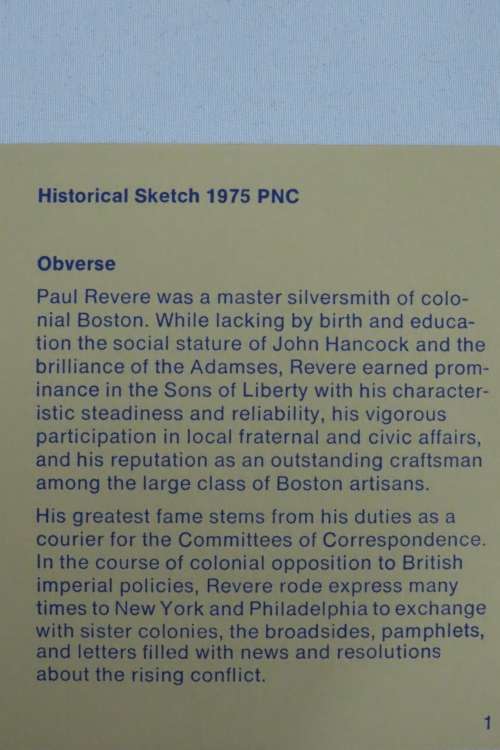 Historical Sketch 1975 PNC
Obverse
Paul Revere was a master silversmith of colo-
nial Boston. While lacking by birth and educa-
tion the social stature of John Hancock and the
brilliance of the Adamses, Revere earned prom-
inance in the Sons of Liberty with his character-
istic steadiness and reliability, his vigorous
participation in local fraternal and civic affairs,
and his reputation as an outstanding craftsman
among the large class of Boston artisans.
His greatest fame stems from his duties as a
courier for the Committees of Correspondence.
In the course of colonial opposition to British
imperial policies, Revere rode express many
times to New York and Philadelphia to exchange
with sister colonies, the broadsides, pamphlets,
and letters filled with news and resolutions
about the rising conflict.
1